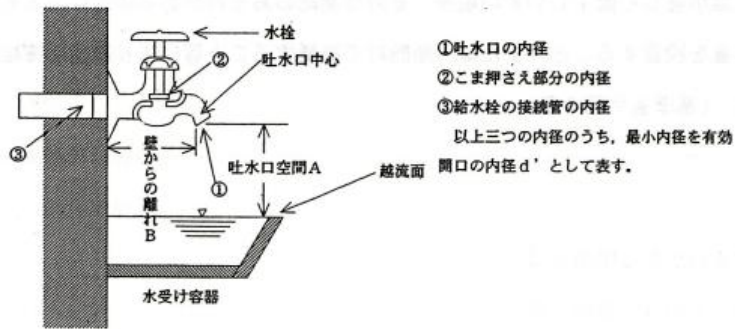 水栓
②
吐水口中心
③
①
壁からの離れB
吐水口空間A
越流面
水受け容器
①吐水口の内径
②こま押さえ部分の内径
③給水栓の接続管の内径
以上三つの内径のうち，最小内径を有効
開口の内径d’として表す。